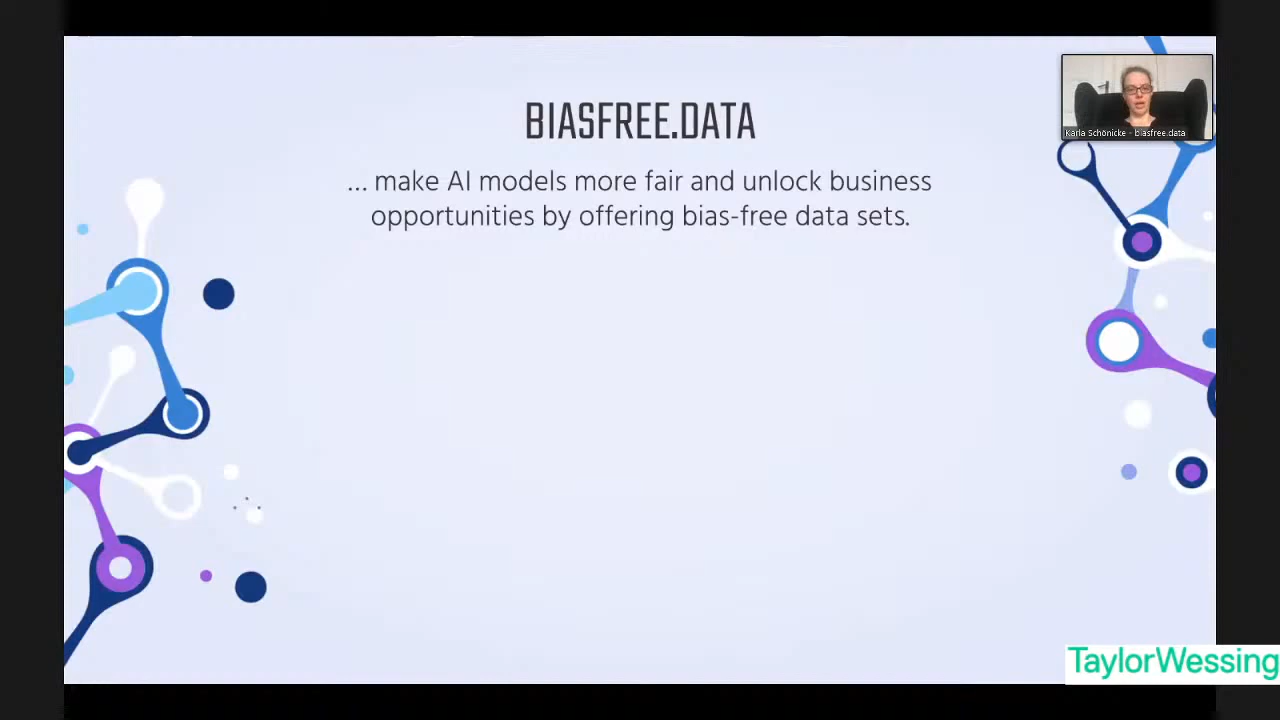 BIASFREE.DATA
... make AI models more fair and unlock business
opportunities by offering bias-free data sets.
Karla Schönicke - biasfree.data
TaylorWessing